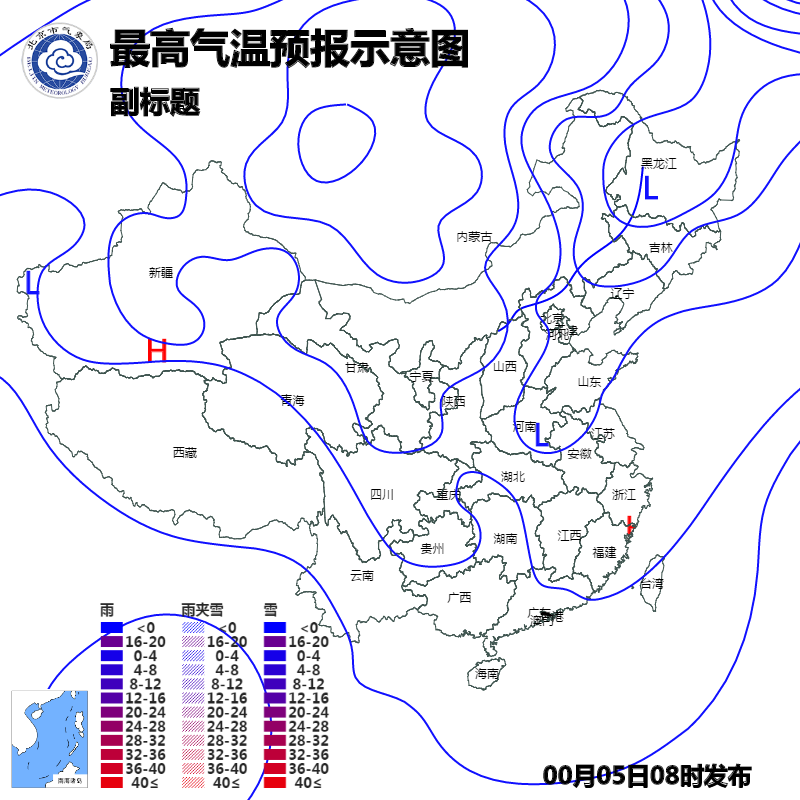 北京市气象局
BEIJING METEOROLOGY BUREAU
最高气温预报示意图
副标题
黑龙江
L
内蒙古
吉林
新疆
L
辽宁
北京
天津
河北
H
甘肃
宁夏
山西
山东
青海
陕西
河南
L
江苏
西藏
安徽
湖北
四川
重庆
浙江
湖南
江西
贵州
福建
云南
台湾
广西
广东
香港
澳门
海南
雨 雨夹雪 雪
<0 <0 <0
16-20 16-20 16-20
0-4 0-4 0-4
4-8 4-8 4-8
8-12 8-12 8-12
12-16 12-16 12-16
20-24 20-24 20-24
24-28 24-28 24-28
28-32 28-32 28-32
32-36 32-36 32-36
36-40 36-40 36-40
40≤ 40≤ 40≤
南海诸岛
00月05日08时发布